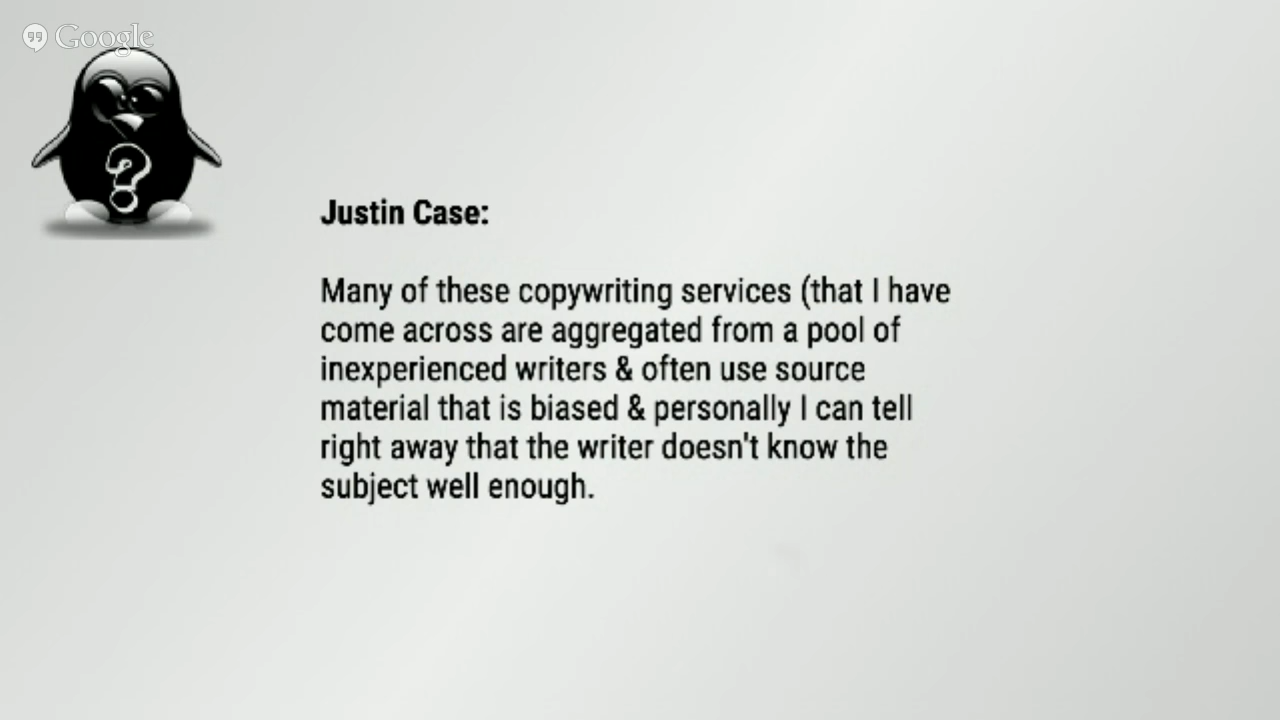 Google
?
Justin Case:
Many of these copywriting services (that I have
come across are aggregated from a pool of
inexperienced writers & often use source
material that is biased & personally I can tell
right away that the writer doesn't know the
subject well enough.